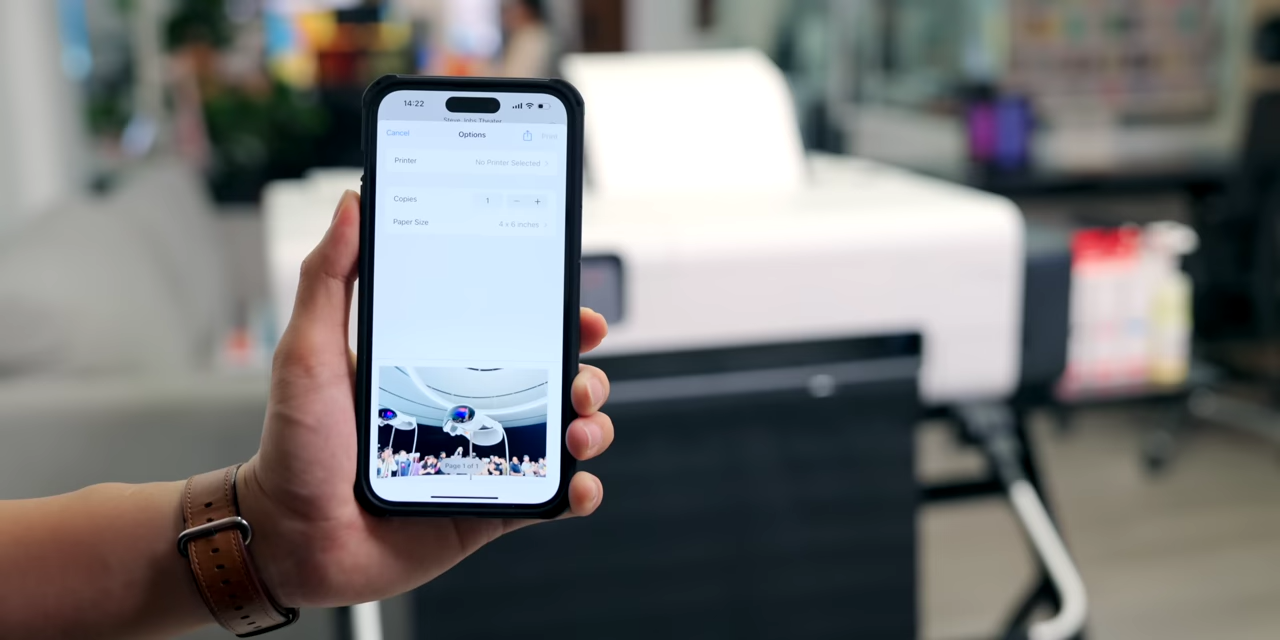 14:22
Steve Jobs Theater
Cancel Options Print
Printer No Printer Selected
Copies 1 − +
Paper Size 4 x 6 inches
Page 1 of 1